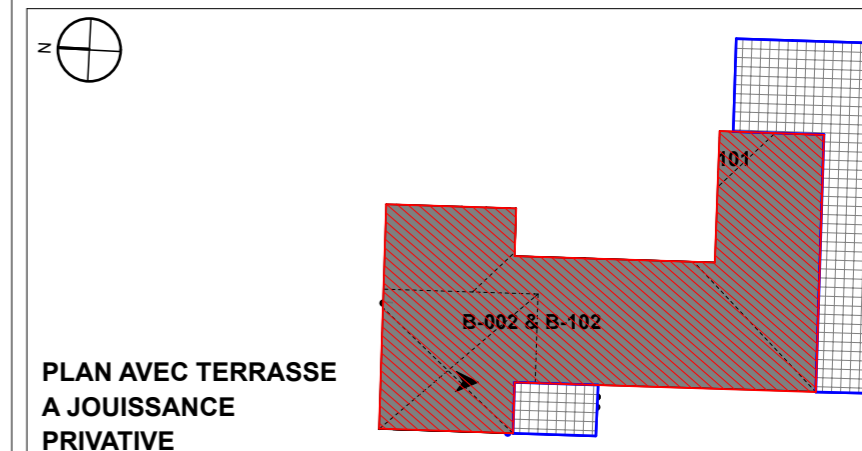 N
101
B-002 & B-102
PLAN AVEC TERRASSE
A JOUISSANCE
PRIVATIVE